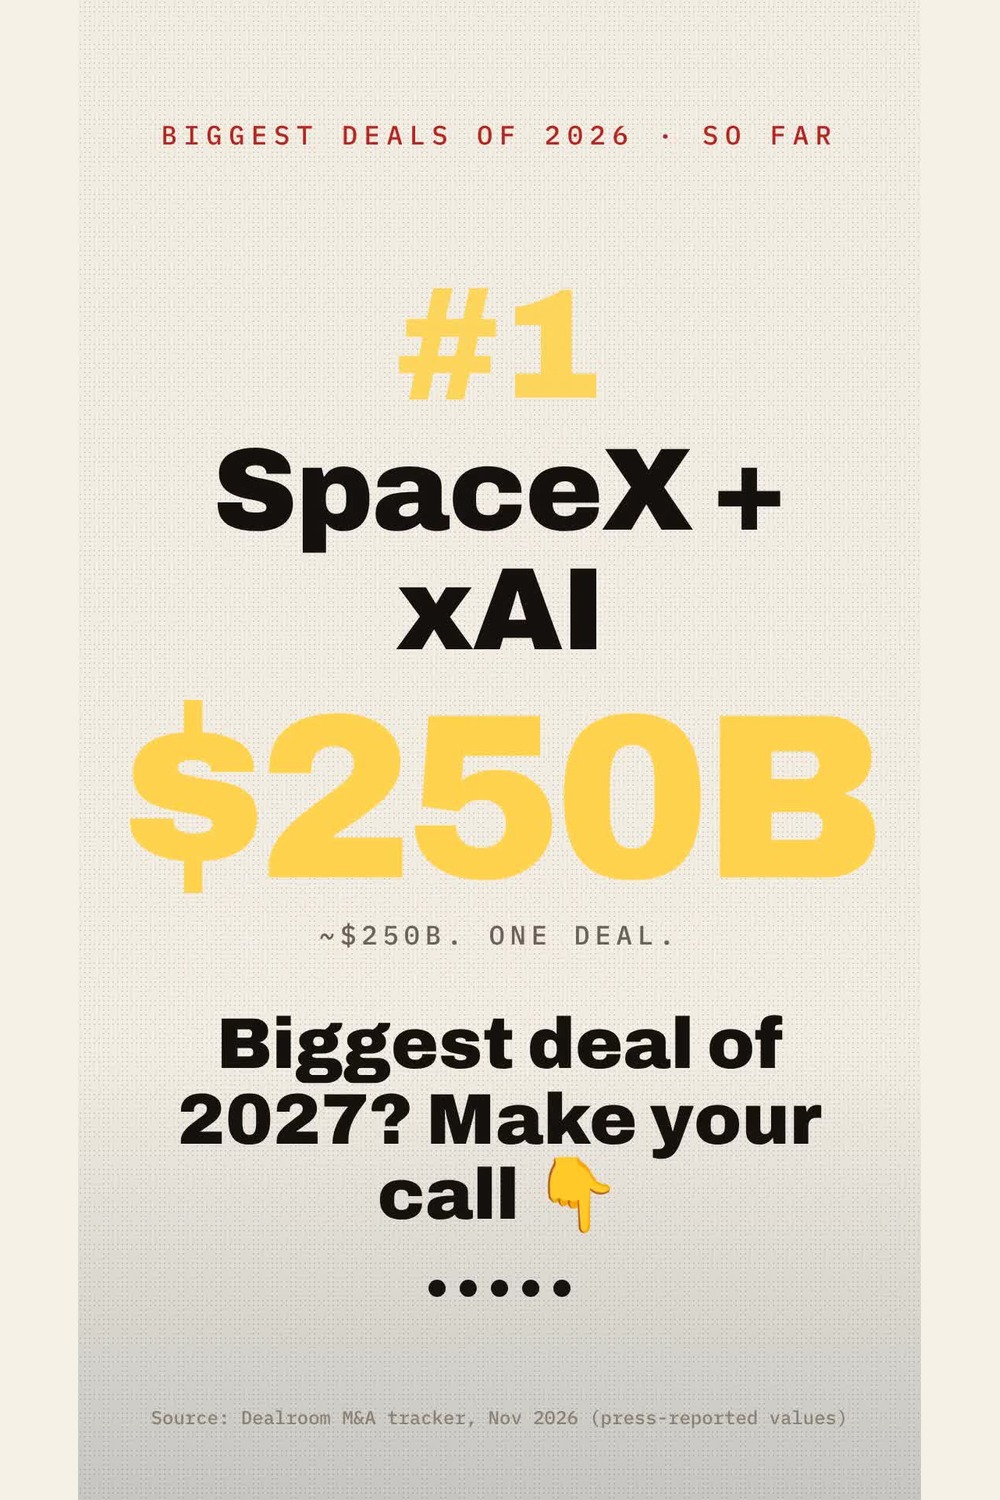 BIGGEST DEALS OF 2026 · SO FAR
#1
SpaceX +
xAI
$250B
~$250B. ONE DEAL.
Biggest deal of
2027? Make your
call 👇
Source: Dealroom M&A tracker, Nov 2026 (press-reported values)